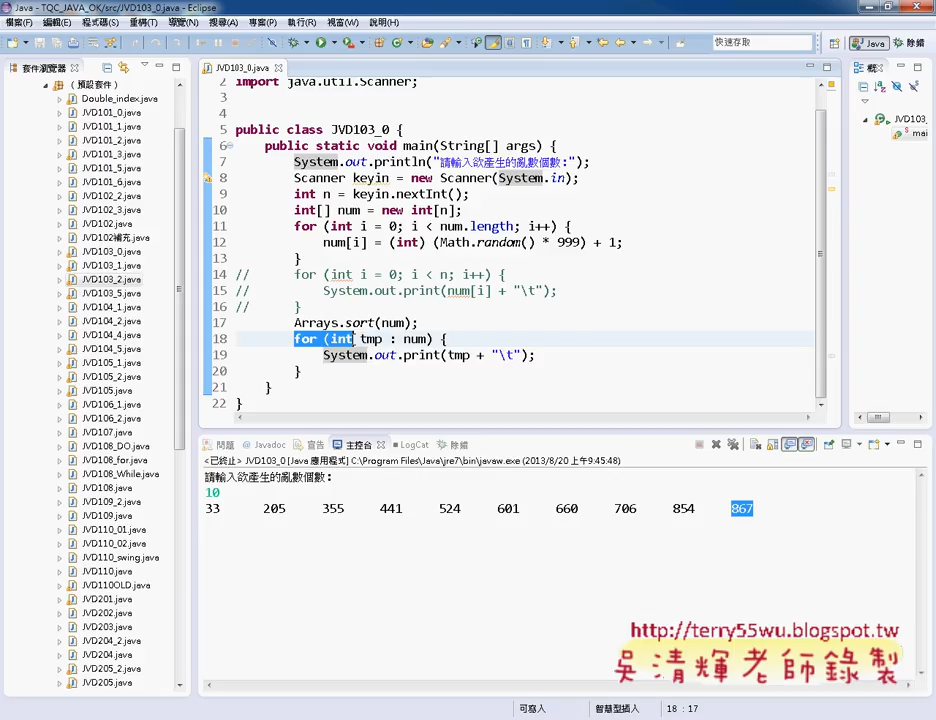 Java - TQC_JAVA_OK/src/JVD103_0.java - Eclipse
檔案(F) 編輯(E) 程式碼(S) 重構(T) 導覽(N) 搜尋(A) 專案(P) 執行(R) 視窗(W) 說明(H)
快速存取
Java 除錯
套件瀏覽器
(預設套件)
Double_index.java
JVD101_0.java
JVD101_1.java
JVD101_2.java
JVD101_3.java
JVD101_5.java
JVD101_6.java
JVD102_2.java
JVD102_3.java
JVD102.java
JVD102補充.java
JVD103_0.java
JVD103_1.java
JVD103_2.java
JVD103_5.java
JVD104_1.java
JVD104_3.java
JVD104_4.java
JVD104_5.java
JVD105_1.java
JVD105_3.java
JVD105.java
JVD106_1.java
JVD106_2.java
JVD107.java
JVD108_DO.java
JVD108_for.java
JVD108_While.java
JVD108.java
JVD109_2.java
JVD109.java
JVD110_01.java
JVD110_02.java
JVD110_swing.java
JVD110.java
JVD110OLD.java
JVD201.java
JVD202.java
JVD203.java
JVD204_2.java
JVD204.java
JVD205_2.java
JVD205.java
JVD103_0.java
2 import java.util.Scanner;
3
4
5 public class JVD103_0 {
6 public static void main(String[] args) {
7 System.out.println("請輸入欲產生的亂數個數:");
8 Scanner keyin = new Scanner(System.in);
9 int n = keyin.nextInt();
10 int[] num = new int[n];
11 for (int i = 0; i < num.length; i++) {
12 num[i] = (int) (Math.random() * 999) + 1;
13 }
14 // for (int i = 0; i < n; i++) {
15 // System.out.print(num[i] + "\t");
16 // }
17 Arrays.sort(num);
18 for (int tmp : num) {
19 System.out.print(tmp + "\t");
20 }
21 }
22 }
概
JVD103_
mai
問題 @ Javadoc 宣告 主控台 LogCat 除錯
<已終止> JVD103_0 [Java 應用程式] C:\Program Files\Java\jre7\bin\javaw.exe (2013/8/20 上午9:45:48)
請輸入欲產生的亂數個數:
10
33 205 355 441 524 601 660 706 854 867
http://terry55wu.blogspot.tw
吳清輝老師錄製
可寫入 智慧型插入 18 : 17